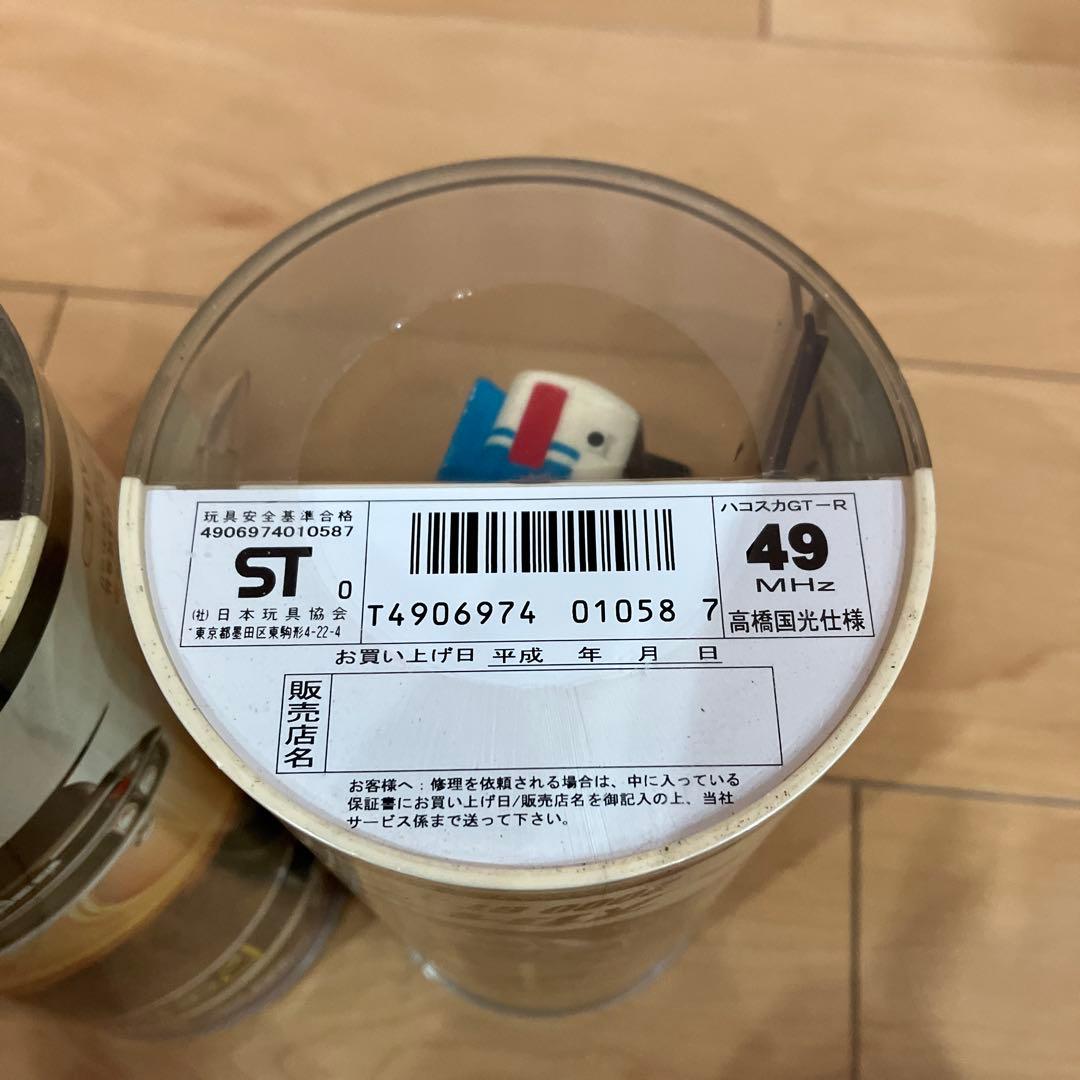 玩具安全基準合格
4906974010587
ST 0
(社)日本玩具協会
東京都墨田区東駒形4-22-4
T4906974 01058 7
ハコスカGT-R
49
MHz
高橋国光仕様
お買い上げ日 平成 年 月 日
販売店名
お客様へ:修理を依頼される場合は、中に入っている
保証書にお買い上げ日/販売店名を御記入の上、当社
サービス係まで送って下さい。